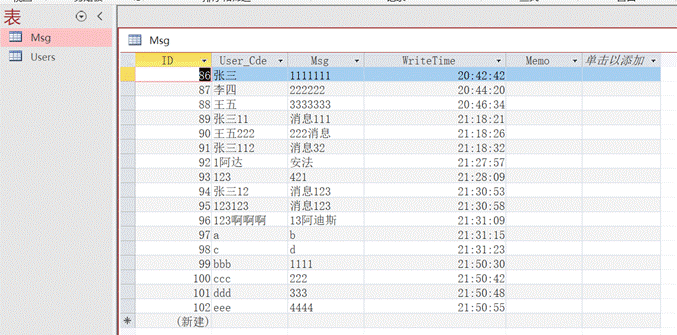 表
Msg
Users
Msg
ID User_Cde Msg WriteTime Memo 单击以添加
86 张三 1111111 20:42:42
87 李四 222222 20:44:20
88 王五 3333333 20:46:34
89 张三11 消息111 21:18:21
90 王五222 222消息 21:18:26
91 张三112 消息32 21:18:32
92 1阿达 安法 21:27:57
93 123 421 21:28:09
94 张三12 消息123 21:30:53
95 123123 消息123 21:30:58
96 123啊啊啊 13阿迪斯 21:31:09
97 a b 21:31:15
98 c d 21:31:23
99 bbb 1111 21:50:30
100 ccc 222 21:50:42
101 ddd 333 21:50:48
102 eee 4444 21:50:55
(新建)